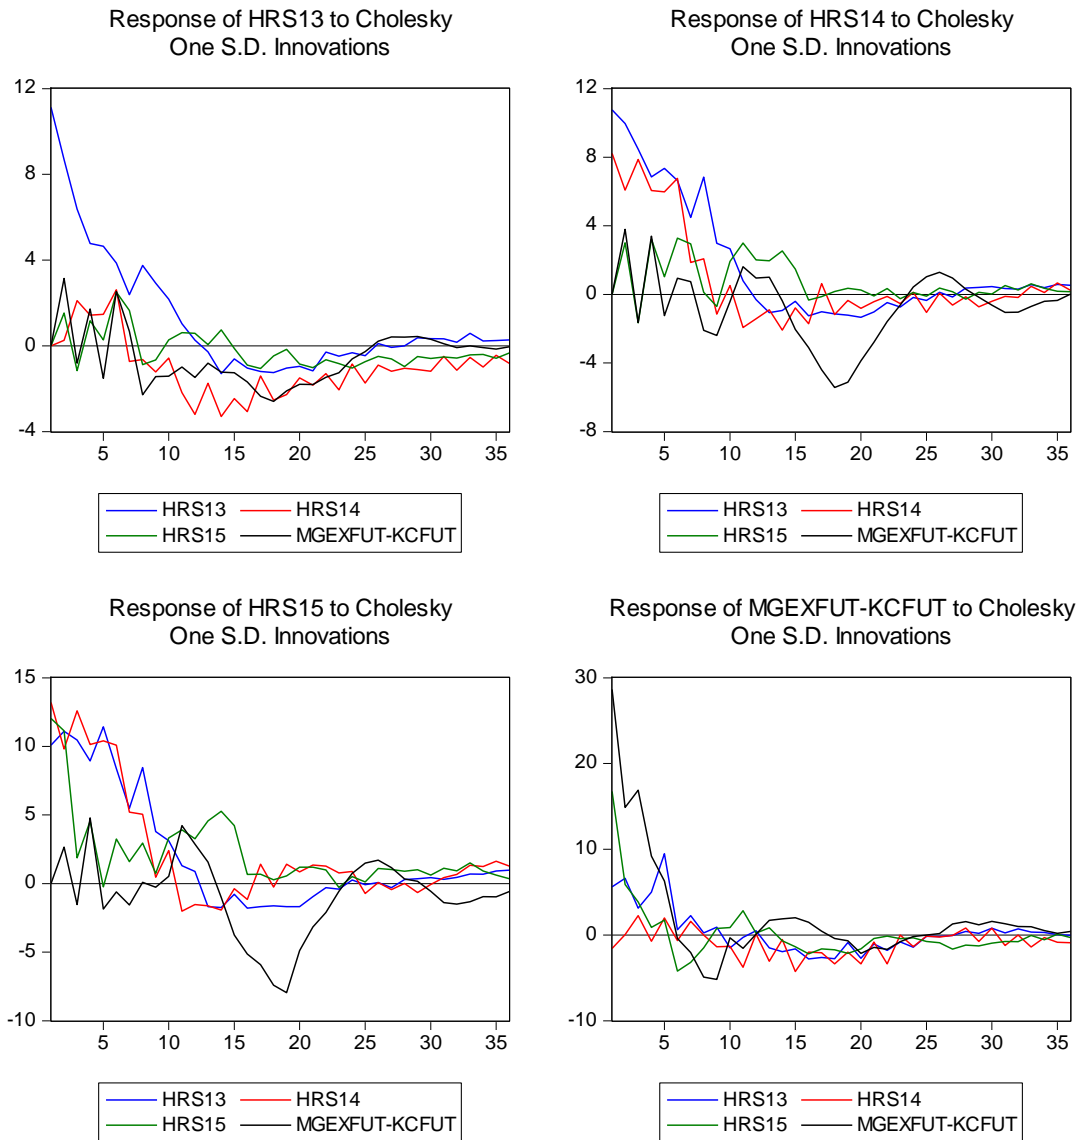 Response of HRS13 to Cholesky
One S.D. Innovations
12
8
4
0
-4
5 10 15 20 25 30 35
HRS13 HRS14
HRS15 MGEXFUT-KCFUT
Response of HRS14 to Cholesky
One S.D. Innovations
12
8
4
0
-4
-8
5 10 15 20 25 30 35
HRS13 HRS14
HRS15 MGEXFUT-KCFUT
Response of HRS15 to Cholesky
One S.D. Innovations
15
10
5
0
-5
-10
5 10 15 20 25 30 35
HRS13 HRS14
HRS15 MGEXFUT-KCFUT
Response of MGEXFUT-KCFUT to Cholesky
One S.D. Innovations
30
20
10
0
-10
5 10 15 20 25 30 35
HRS13 HRS14
HRS15 MGEXFUT-KCFUT